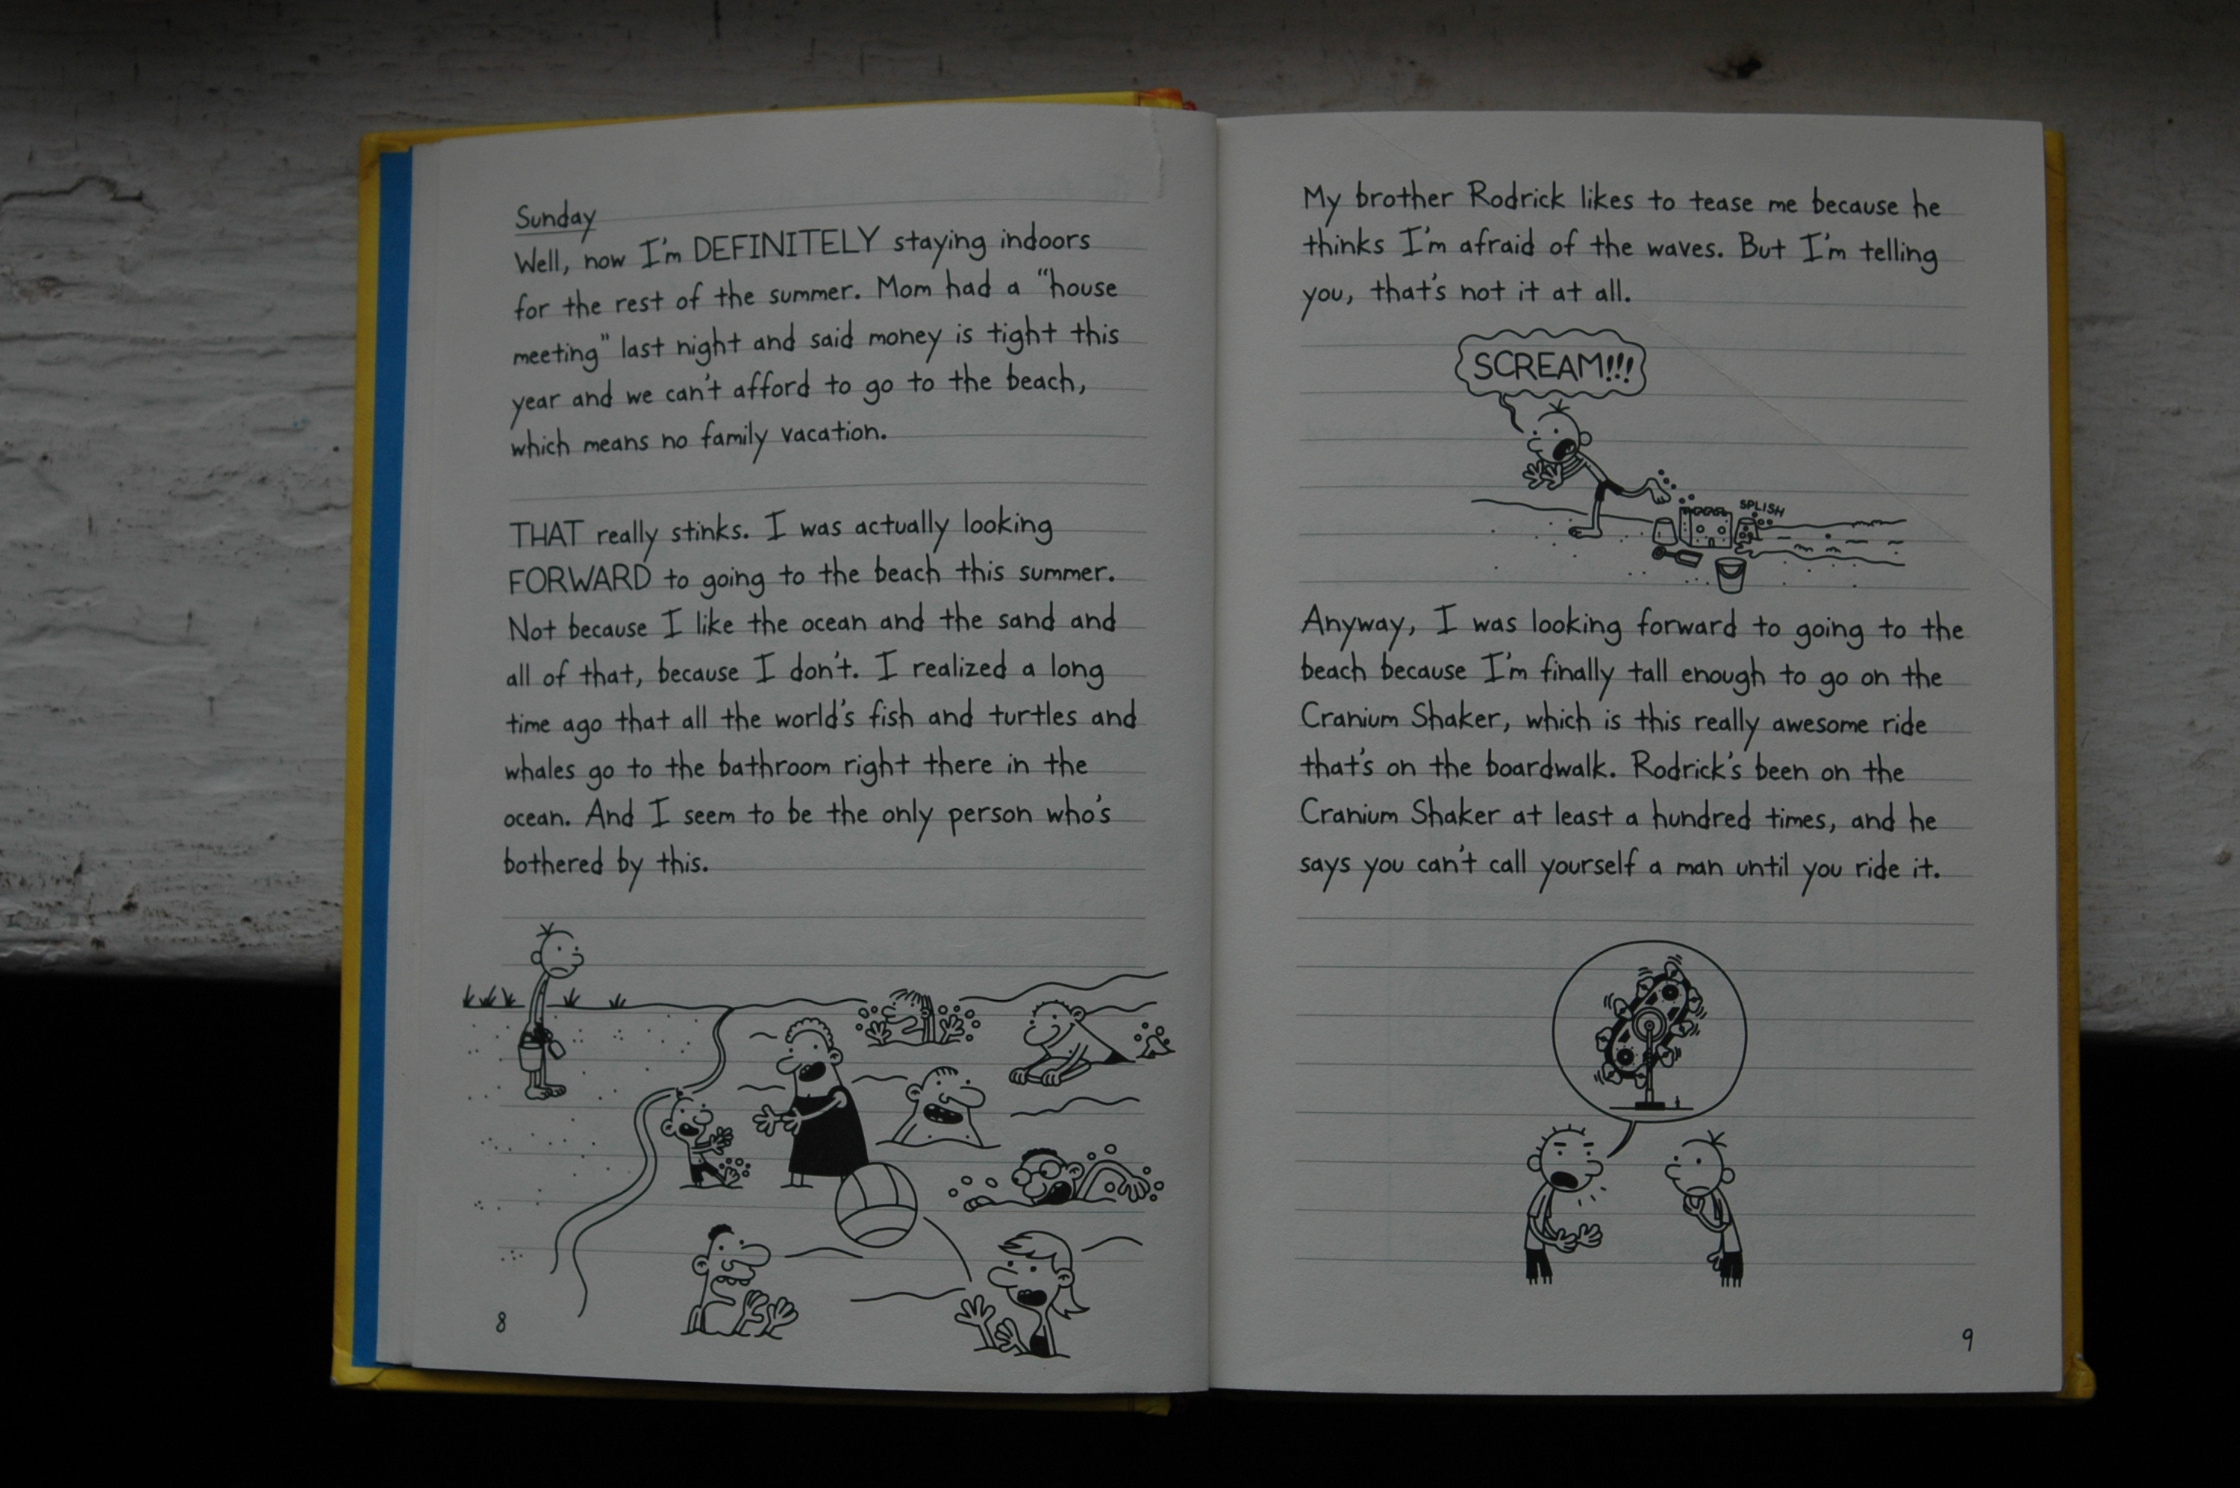 Sunday
Well, now I'm DEFINITELY staying indoors
for the rest of the summer. Mom had a "house
meeting" last night and said money is tight this
year and we can't afford to go to the beach,
which means no family vacation.
THAT really stinks. I was actually looking
FORWARD to going to the beach this summer.
Not because I like the ocean and the sand and
all of that, because I don't. I realized a long
time ago that all the world's fish and turtles and
whales go to the bathroom right there in the
ocean. And I seem to be the only person who's
bothered by this.
8
My brother Rodrick likes to tease me because he
thinks I'm afraid of the waves. But I'm telling
you, that's not it at all.
SCREAM!!!
SPLISH
Anyway, I was looking forward to going to the
beach because I'm finally tall enough to go on the
Cranium Shaker, which is this really awesome ride
that's on the boardwalk. Rodrick's been on the
Cranium Shaker at least a hundred times, and he
says you can't call yourself a man until you ride it.
9